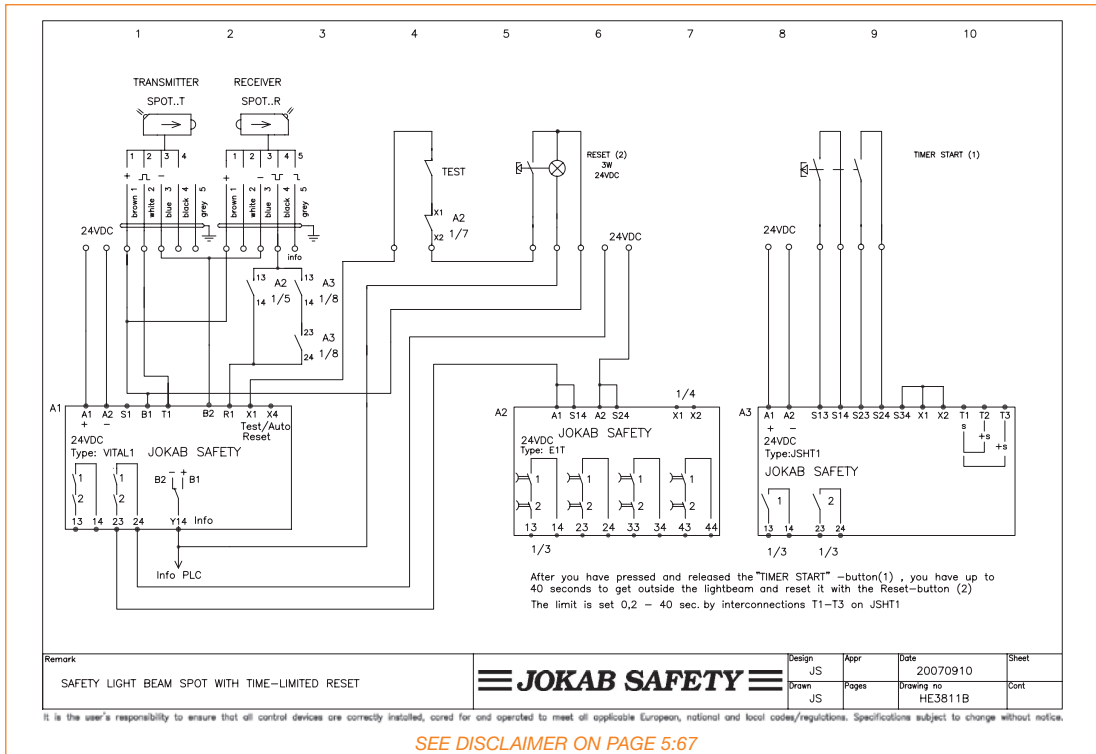 1 2 3 4 5 6 7 8 9 10
TRANSMITTER RECEIVER
SPOT..T SPOT..R
1 2 3 4 1 2 3 4 5
+ − + −
brown 1 white 2 blue 3 black 4 grey 5
brown 1 white 2 blue 3 black 4 grey 5
24VDC
info
TEST
X1 A2
X2 1/7
RESET (2)
3W
24VDC
24VDC
TIMER START (1)
24VDC
13 A2 13 A3
14 1/5 14 1/8
23 A3
24 1/8
A1
A1 A2 S1 B1 T1 B2 R1 X1 X4
+ − Test/Auto
Reset
24VDC
Type: VITAL1 JOKAB SAFETY
1 1 B2 − + B1
2 2
13 14 23 24 Y14 Info
Info PLC
A2
1/4
A1 S14 A2 S24 X1 X2
JOKAB SAFETY
24VDC
Type: E1T
1 1 1 1
2 2 2 2
13 14 23 24 33 34 43 44
1/3
A3
A1 A2 S13 S14 S23 S24 S34 X1 X2 T1 T2 T3
+ − s +s +s
24VDC
Type:JSHT1
JOKAB SAFETY
1 2
13 14 23 24
1/3 1/3
After you have pressed and released the "TIMER START" −button(1) , you have up to
40 seconds to get outside the lightbeam and reset it with the Reset−button (2)
The limit is set 0,2 − 40 sec. by interconnections T1−T3 on JSHT1
Remark
SAFETY LIGHT BEAM SPOT WITH TIME−LIMITED RESET
JOKAB SAFETY
Design JS Appr Date 20070910 Sheet
Drawn JS Pages Drawing no HE3811B Cont
It is the user's responsibility to ensure that all control devices are correctly installed, cared for and operated to meet all applicable European, national and local codes/regulations. Specifications subject to change without notice.
SEE DISCLAIMER ON PAGE 5:67